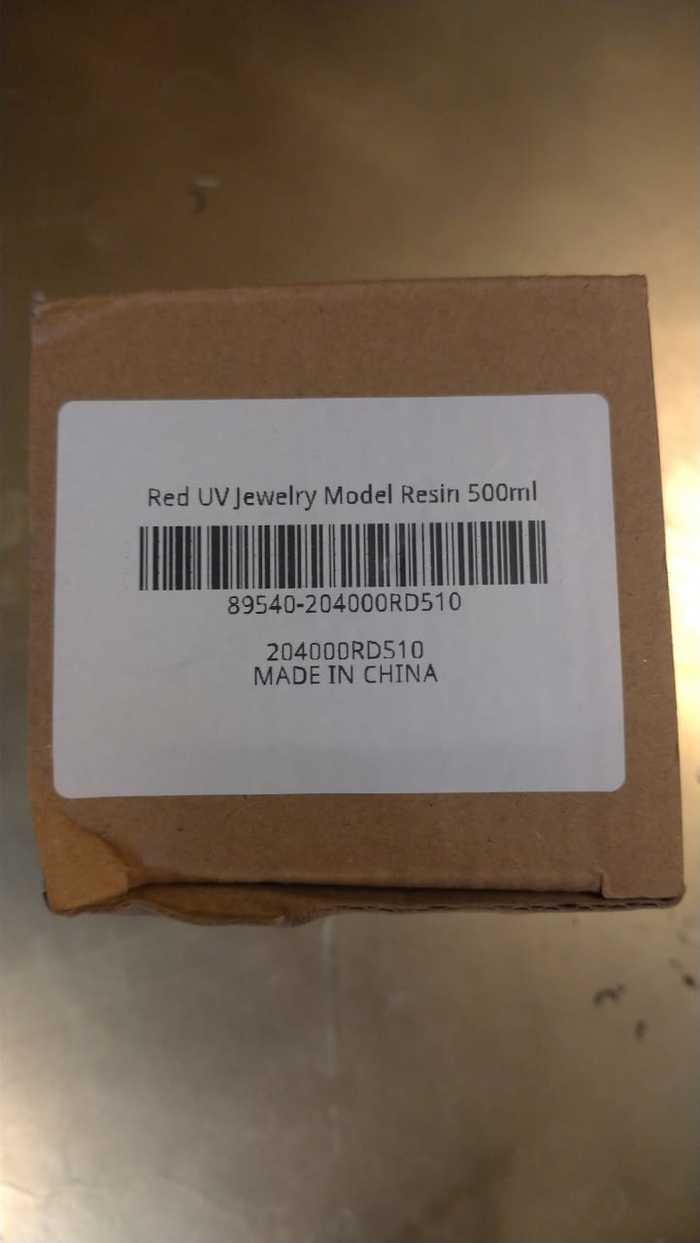 Red UV Jewelry Model Resin 500ml
89540-204000RD510
204000RD510
MADE IN CHINA